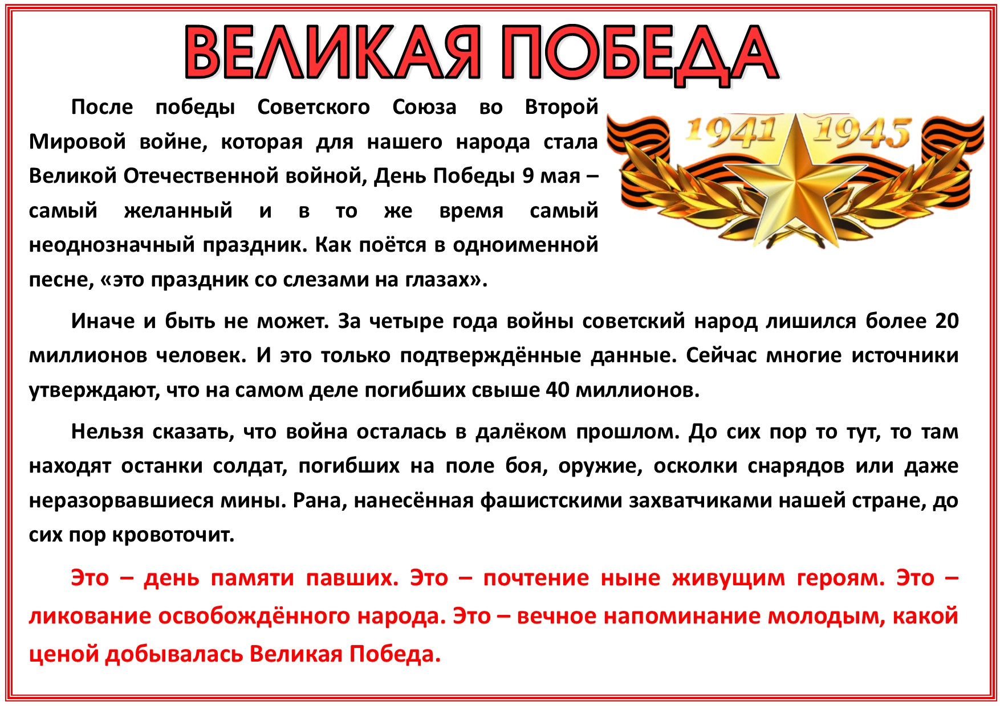 ВЕЛИКАЯ ПОБЕДА
После победы Советского Союза во Второй
Мировой войне, которая для нашего народа стала
Великой Отечественной войной, День Победы 9 мая –
самый желанный и в то же время самый
неоднозначный праздник. Как поётся в одноименной
песне, «это праздник со слезами на глазах».
1941 1945
Иначе и быть не может. За четыре года войны советский народ лишился более 20
миллионов человек. И это только подтверждённые данные. Сейчас многие источники
утверждают, что на самом деле погибших свыше 40 миллионов.
Нельзя сказать, что война осталась в далёком прошлом. До сих пор то тут, то там
находят останки солдат, погибших на поле боя, оружие, осколки снарядов или даже
неразорвавшиеся мины. Рана, нанесённая фашистскими захватчиками нашей стране, до
сих пор кровоточит.
Это – день памяти павших. Это – почтение ныне живущим героям. Это –
ликование освобождённого народа. Это – вечное напоминание молодым, какой
ценой добывалась Великая Победа.